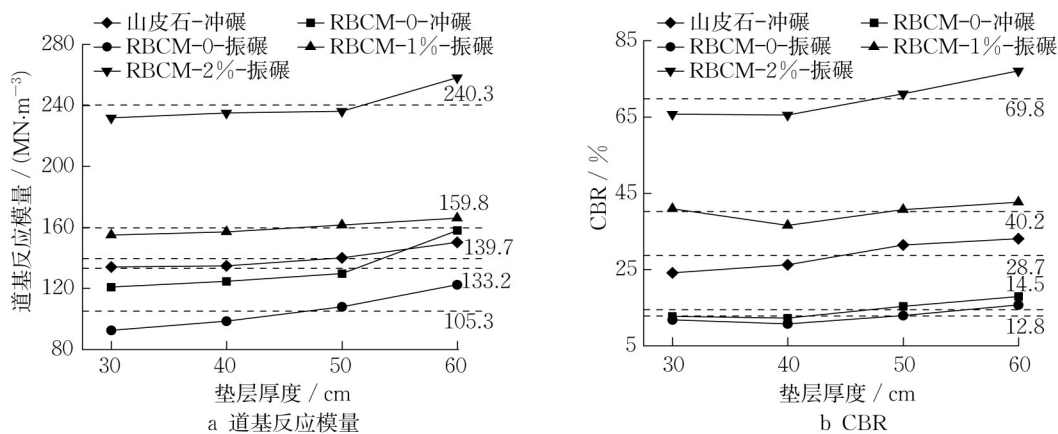 山皮石-冲碾 RBCM-0-冲碾
RBCM-0-振碾 RBCM-1%-振碾
RBCM-2%-振碾
道基反应模量 / (MN·m⁻³)
280
240
200
160
120
80
240.3
159.8
139.7
133.2
105.3
30 40 50 60
垫层厚度 / cm
a 道基反应模量
山皮石-冲碾 RBCM-0-冲碾
RBCM-0-振碾 RBCM-1%-振碾
RBCM-2%-振碾
CBR / %
85
65
45
25
5
69.8
40.2
28.7
14.5
12.8
30 40 50 60
垫层厚度 / cm
b CBR